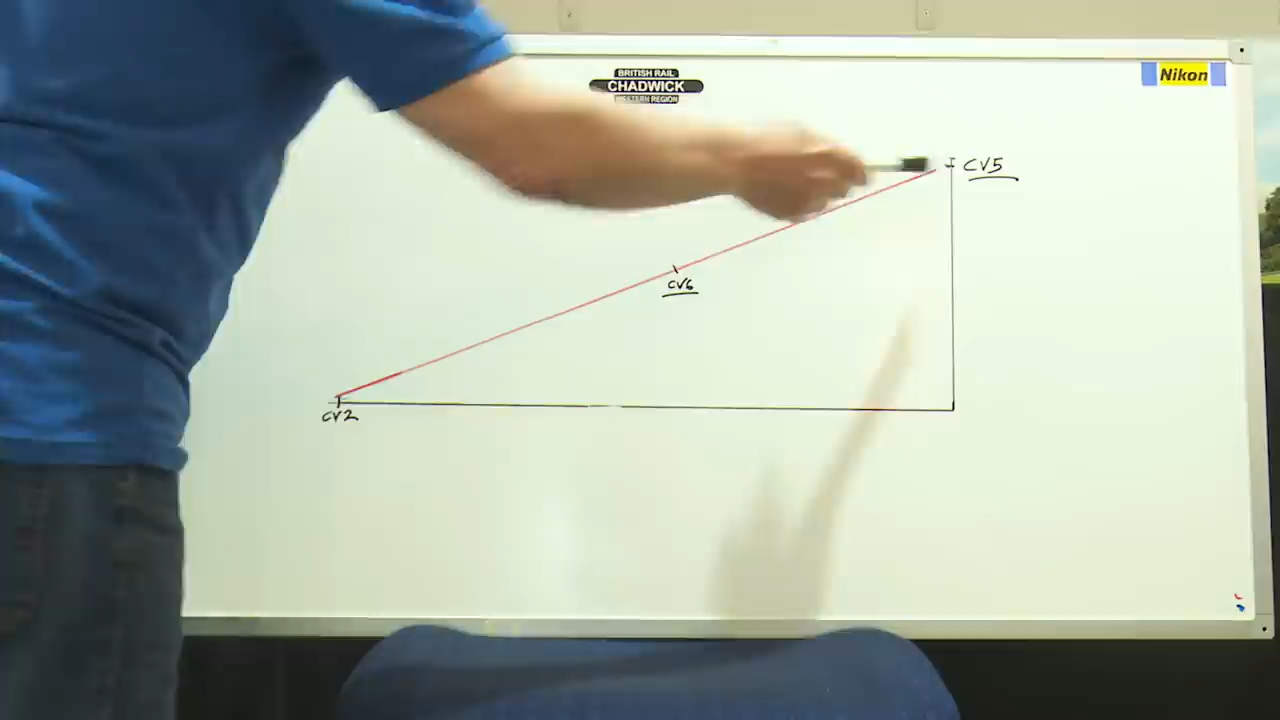 BRITISH RAIL
CHADWICK
WESTERN REGION
Nikon
CV5
CV6
CV2